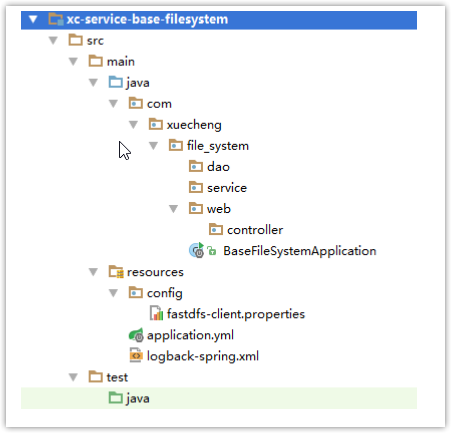 xc-service-base-filesystem
src
main
java
com
xuecheng
file_system
dao
service
web
controller
BaseFileSystemApplication
resources
config
fastdfs-client.properties
application.yml
logback-spring.xml
test
java